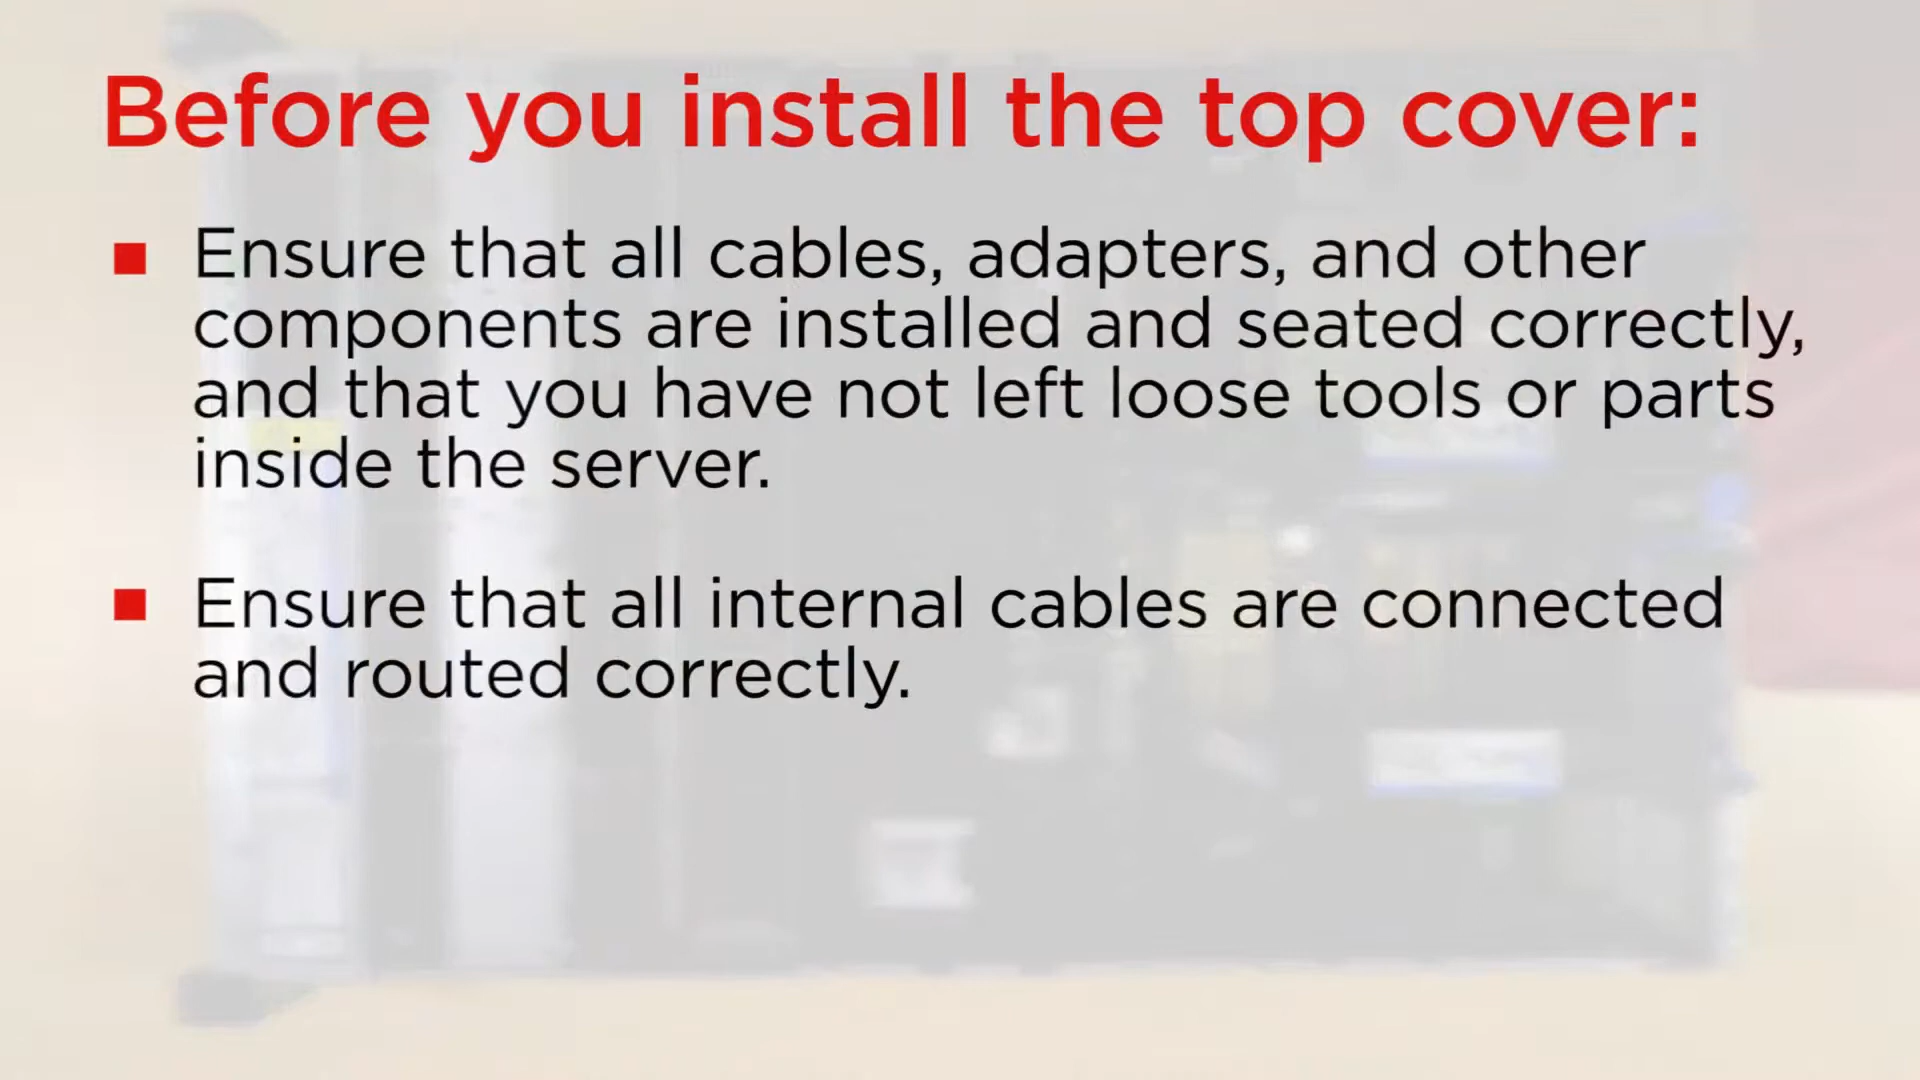 Before you install the top cover:
Ensure that all cables, adapters, and other
components are installed and seated correctly,
and that you have not left loose tools or parts
inside the server.
Ensure that all internal cables are connected
and routed correctly.